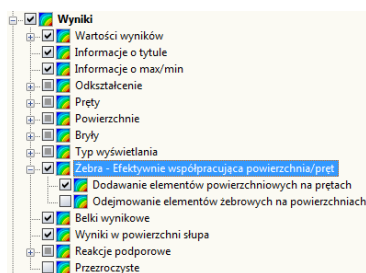 Wyniki
Wartości wyników
Informacje o tytule
Informacje o max/min
Odkształcenie
Pręty
Powierzchnie
Bryły
Typ wyświetlania
Żebra - Efektywnie współpracująca powierzchnia/pręt
Dodawanie elementów powierzchniowych na prętach
Odejmowanie elementów żebrowych na powierzchniach
Belki wynikowe
Wyniki w powierzchni słupa
Reakcje podporowe
Przezroczyste